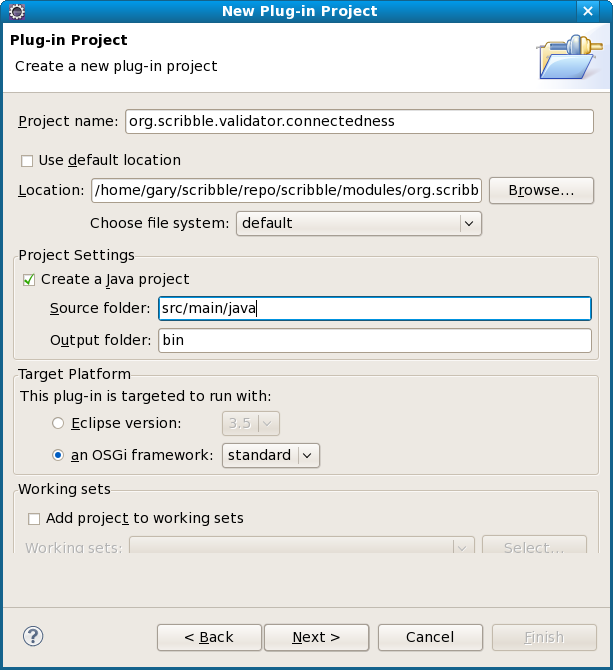 New Plug-in Project
Plug-in Project
Create a new plug-in project
Project name: org.scribble.validator.connectedness
Use default location
Location: /home/gary/scribble/repo/scribble/modules/org.scribb Browse...
Choose file system: default
Project Settings
Create a Java project
Source folder: src/main/java
Output folder: bin
Target Platform
This plug-in is targeted to run with:
Eclipse version: 3.5
an OSGi framework: standard
Working sets
Add project to working sets
Working sets: Select...
? < Back Next > Cancel Finish